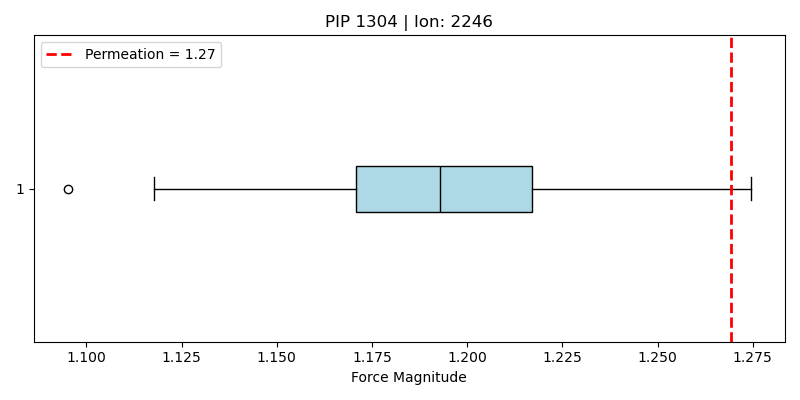 PIP 1304 | Ion: 2246
Permeation = 1.27
1
1.100 1.125 1.150 1.175 1.200 1.225 1.250 1.275
Force Magnitude